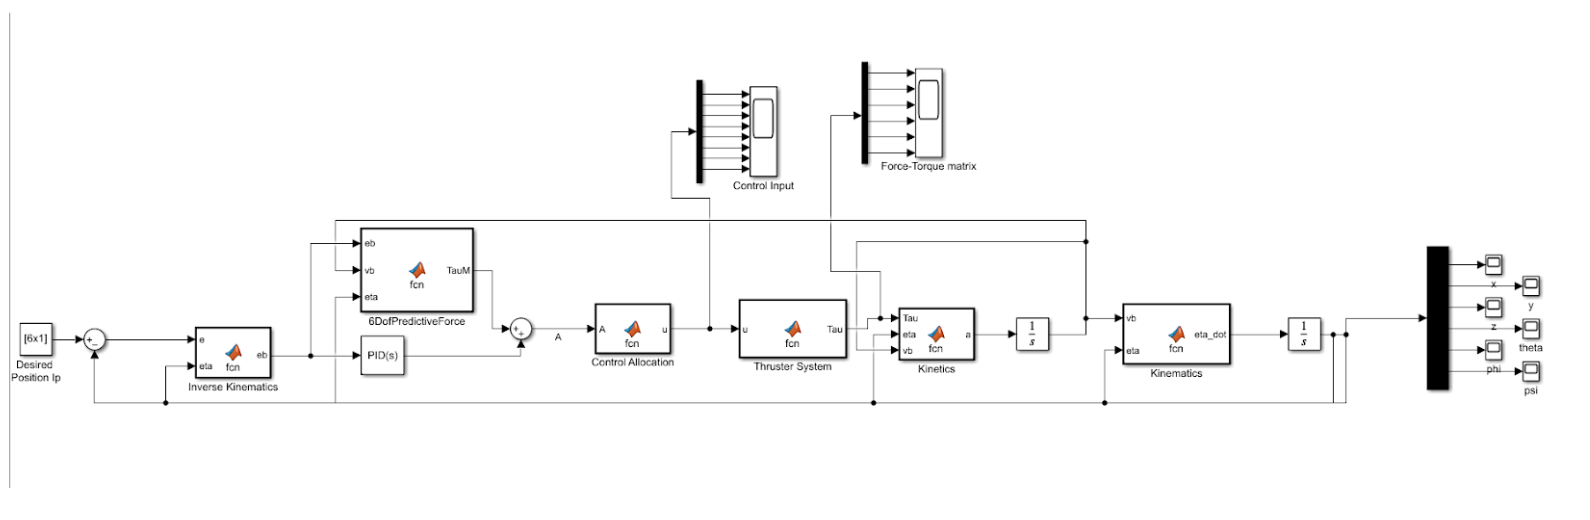 Control Input
Force-Torque matrix
eb
vb
eta
TauM
fcn
6DofPredictiveForce
[6x1]
Desired
Position Ip
e
eta
eb
fcn
Inverse Kinematics
PID(s)
A
A
u
fcn
Control Allocation
u
Tau
fcn
Thruster System
Tau
eta
vb
a
fcn
Kinetics
1
s
vb
eta
eta_dot
fcn
Kinematics
1
s
x
y
z
theta
phi
psi